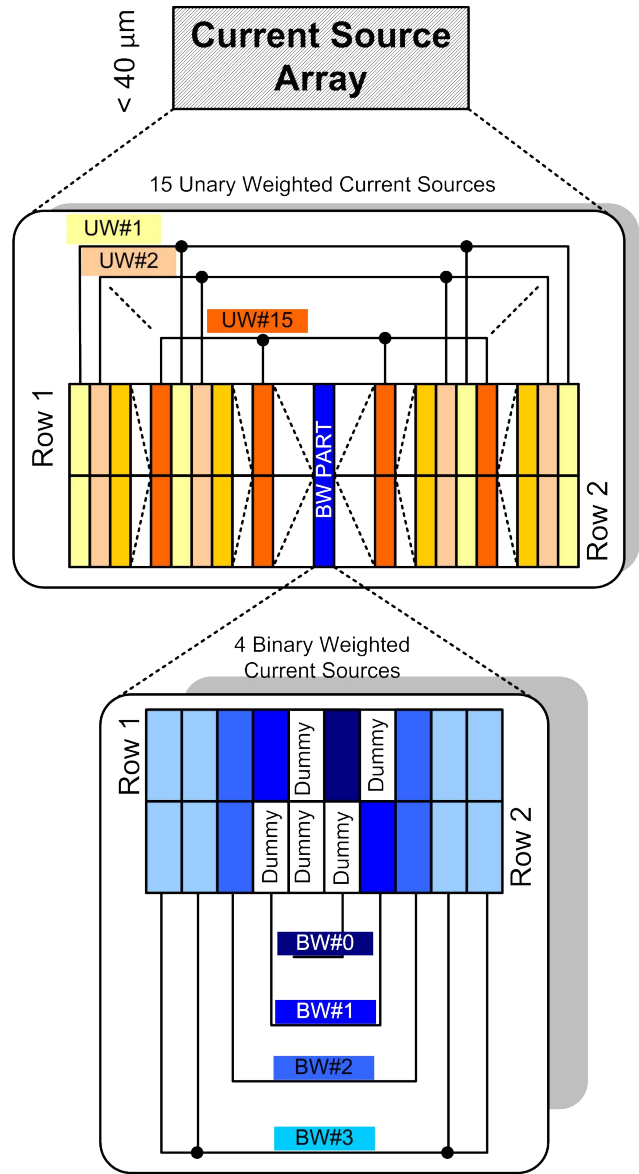 < 40 µm
Current Source
Array
15 Unary Weighted Current Sources
UW#1
UW#2
UW#15
Row 1
BW PART
Row 2
4 Binary Weighted
Current Sources
Row 1
Dummy
Dummy
Dummy
Dummy
Dummy
Row 2
BW#0
BW#1
BW#2
BW#3